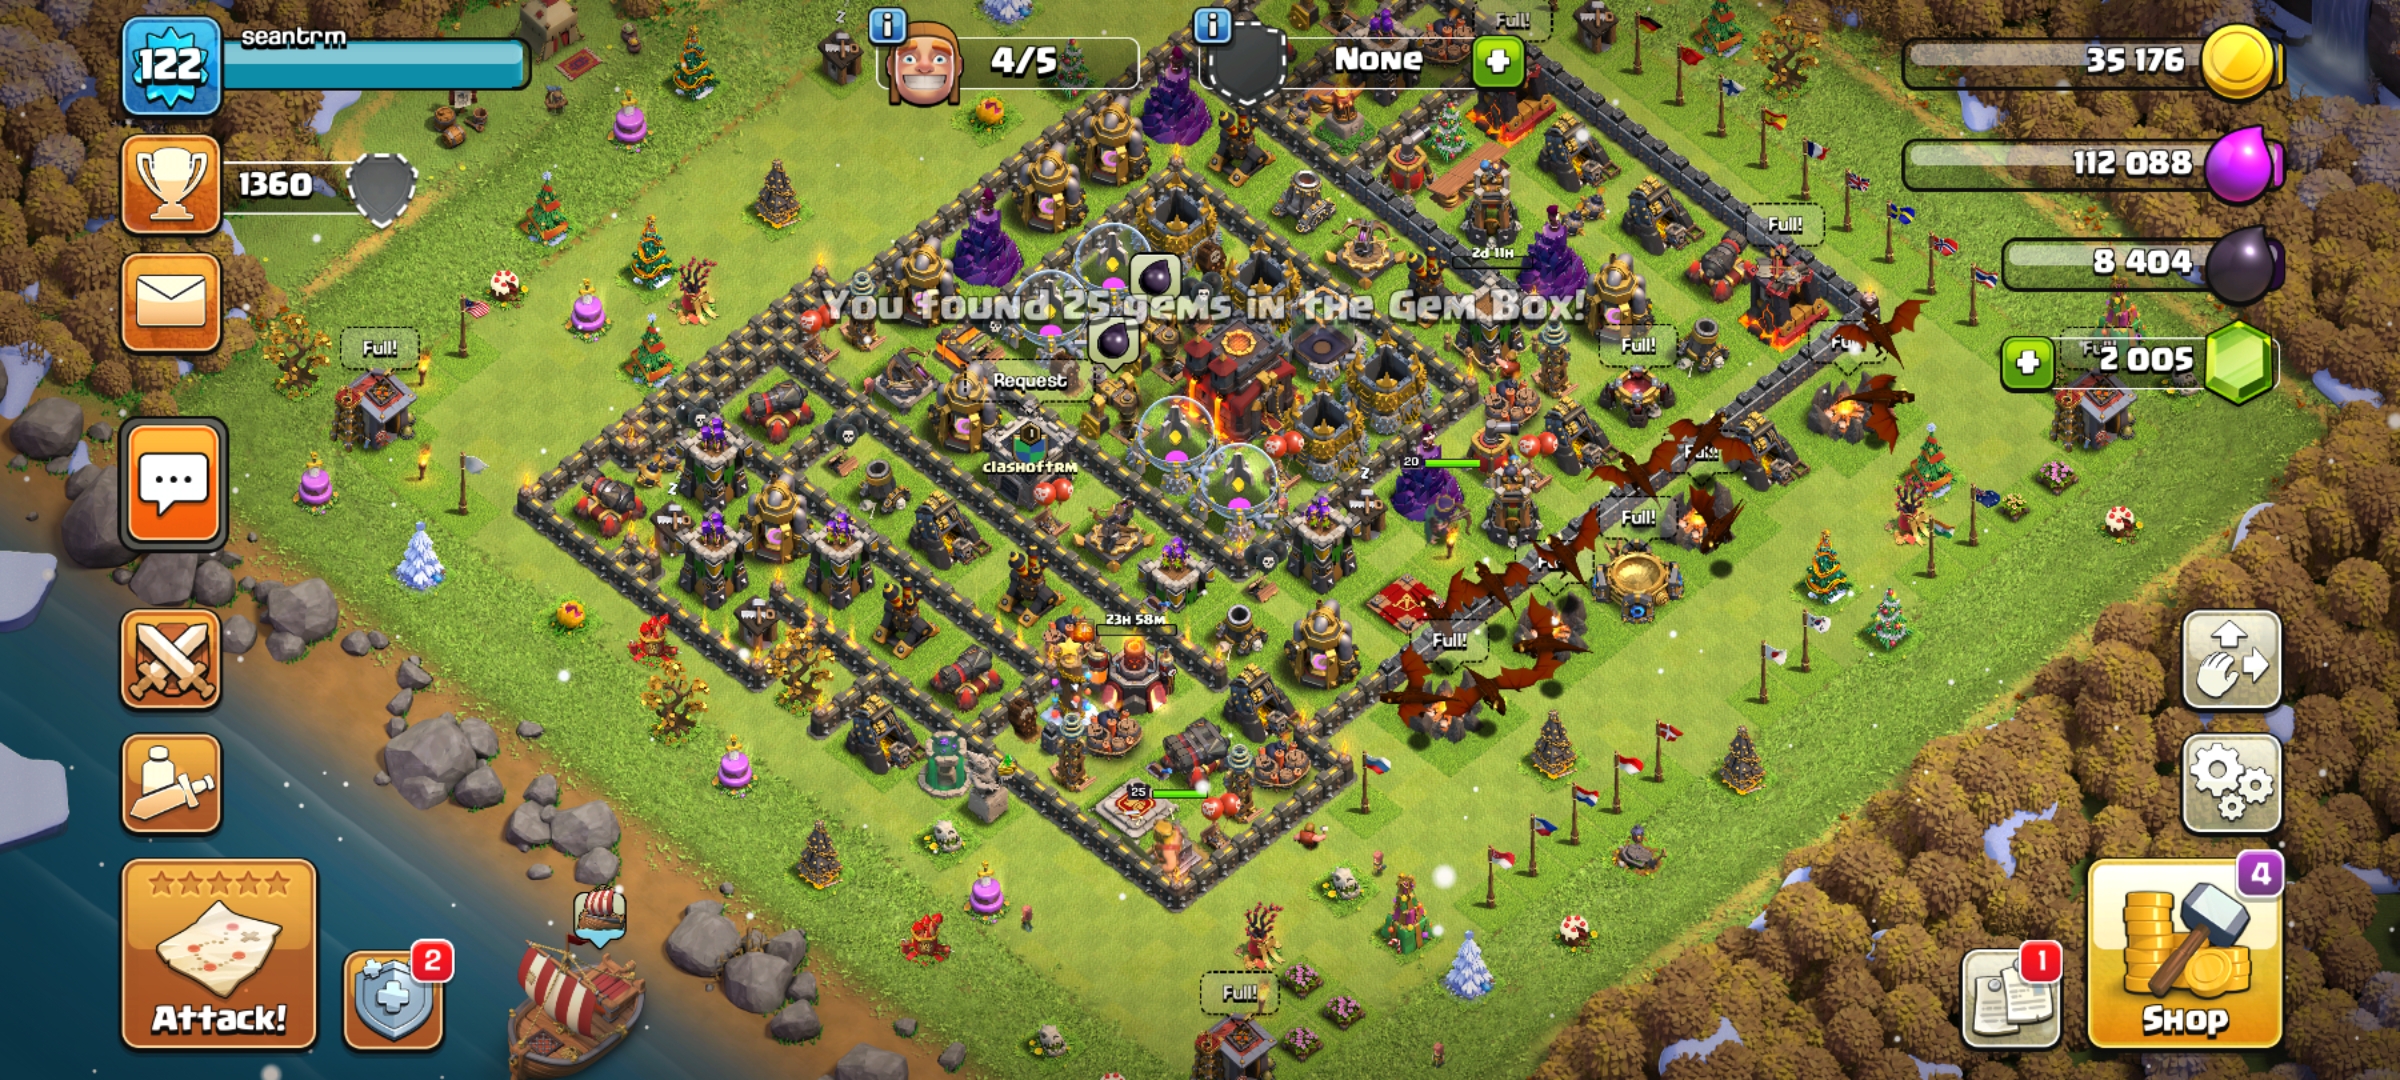 122
seantrm
i
4/5
i
None
Full!
35 176
1360
112 088
Full!
2d 11H
8 404
You found 25 gems in the Gem Box!
Full!
Full!
2 005
Request
clashoftrm
20
Full!
23H 58M
Full!
25
4
2
1
Full!
Attack!
Shop